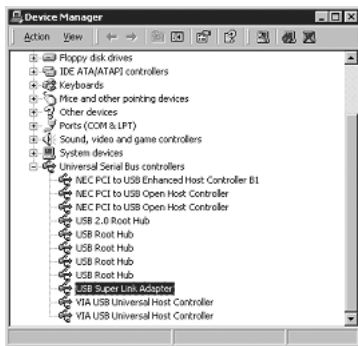 Device Manager
Action View
Floppy disk drives
IDE ATA/ATAPI controllers
Keyboards
Mice and other pointing devices
Other devices
Ports (COM & LPT)
Sound, video and game controllers
System devices
Universal Serial Bus controllers
NEC PCI to USB Enhanced Host Controller B1
NEC PCI to USB Open Host Controller
NEC PCI to USB Open Host Controller
USB 2.0 Root Hub
USB Root Hub
USB Root Hub
USB Root Hub
USB Root Hub
USB Super Link Adapter
VIA USB Universal Host Controller
VIA USB Universal Host Controller